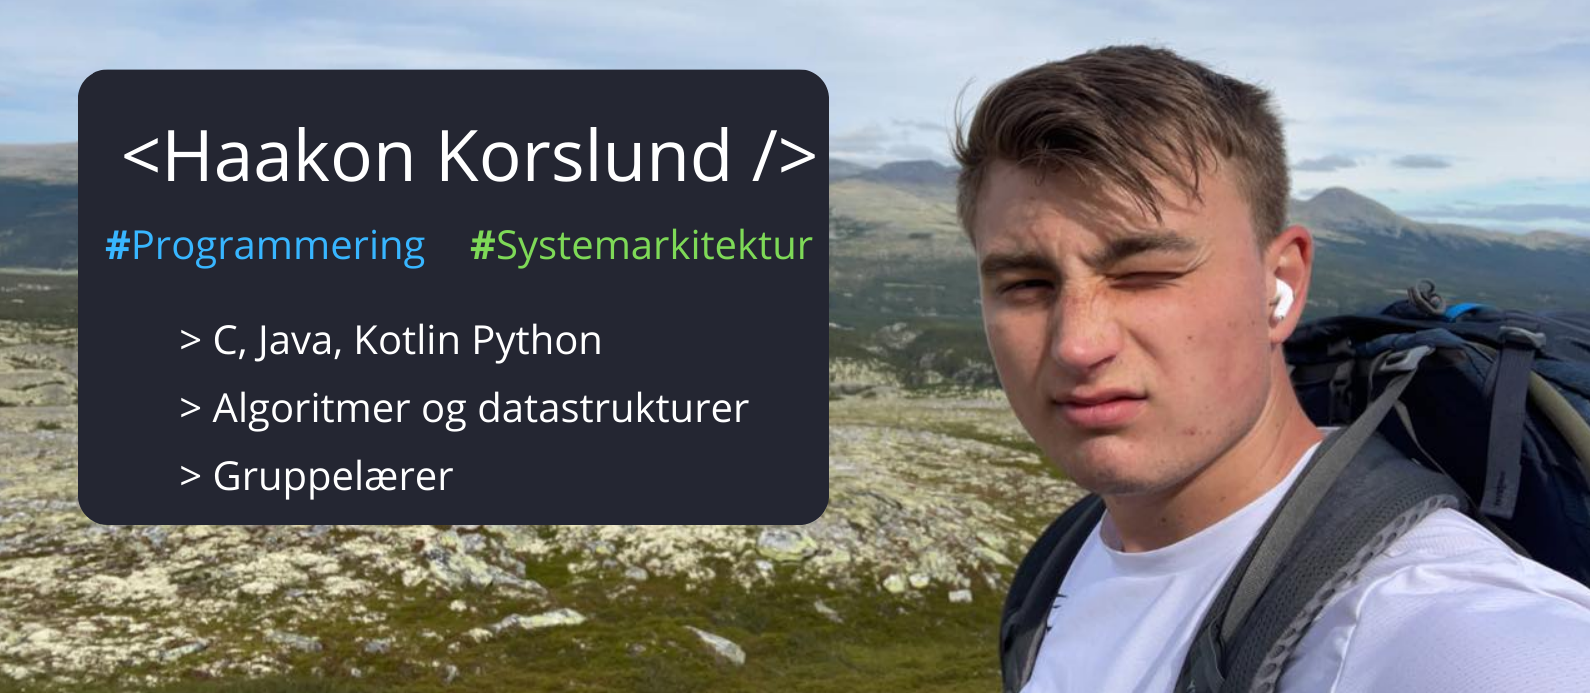 <Haakon Korslund />
#Programmering #Systemarkitektur
> C, Java, Kotlin Python
> Algoritmer og datastrukturer
> Gruppelærer